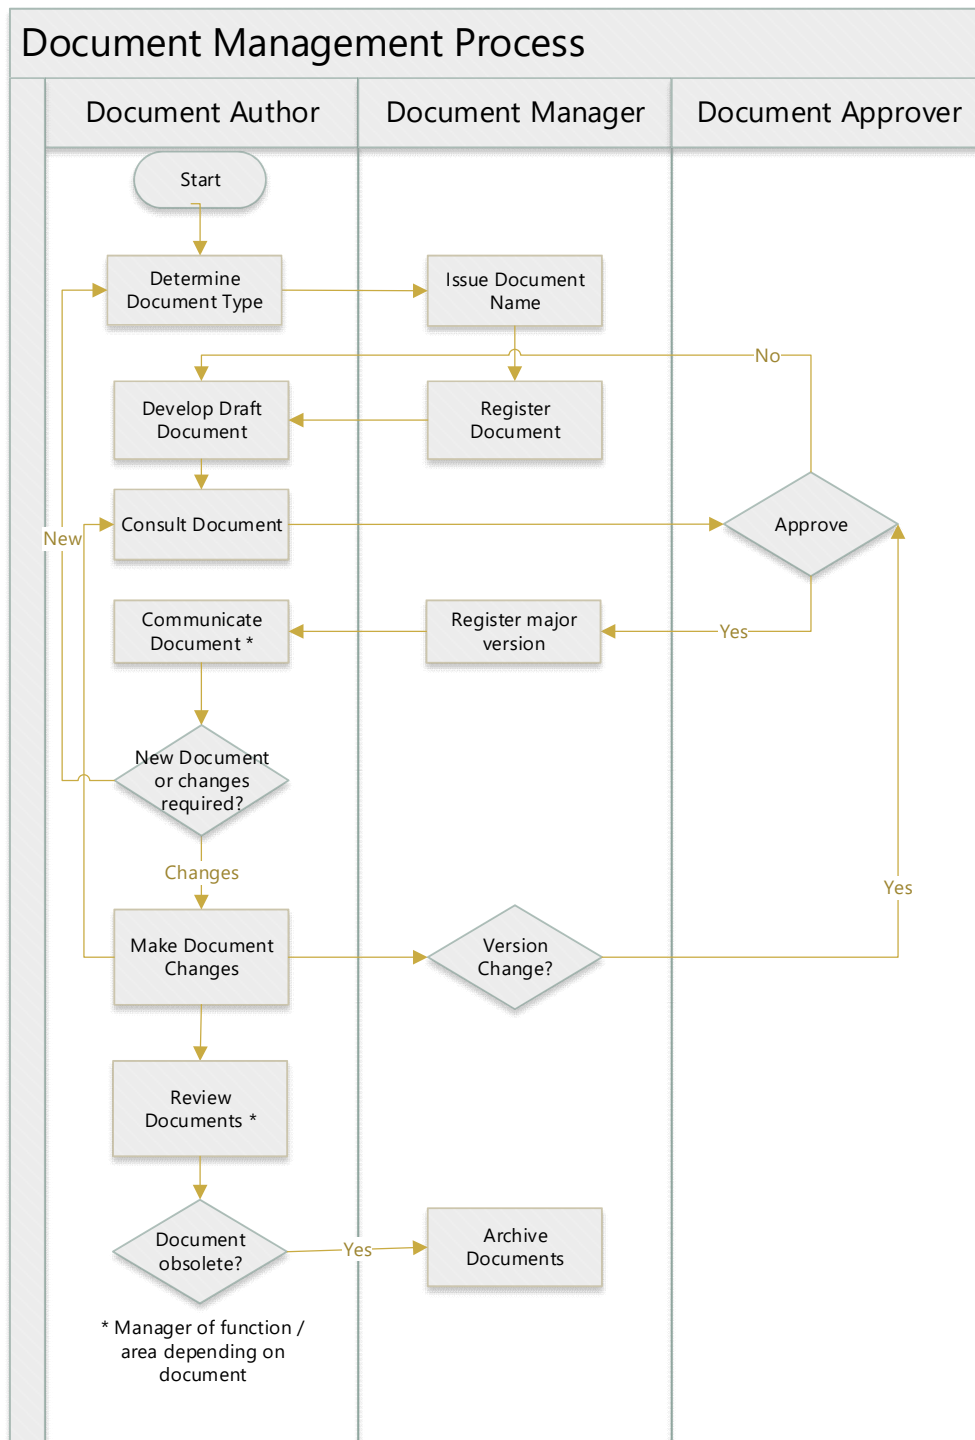 Document Management Process
Document Author
Document Manager
Document Approver
Start
Determine
Document Type
Issue Document
Name
No
Develop Draft
Document
Register
Document
Consult Document
Approve
New
Communicate
Document *
Register major
version
Yes
New Document
or changes
required?
Changes
Yes
Make Document
Changes
Version
Change?
Review
Documents *
Document
obsolete?
Yes
Archive
Documents
* Manager of function /
area depending on
document